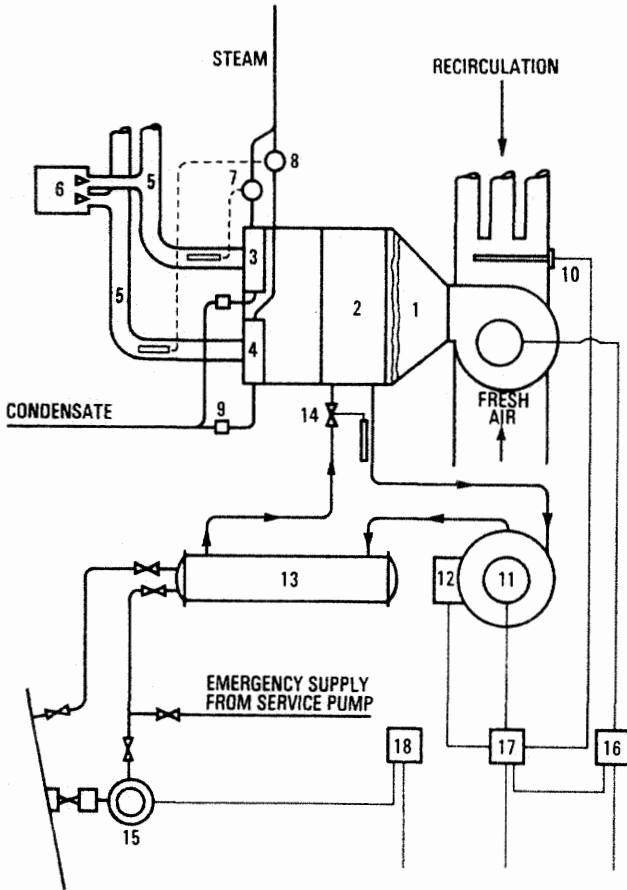 STEAM
RECIRCULATION
6
5
7
8
10
3
2
1
5
4
CONDENSATE
9
14
FRESH
AIR
13
12
11
EMERGENCY SUPPLY
FROM SERVICE PUMP
18
17
16
15